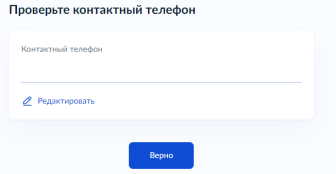 Проверьте контактный телефон
Контактный телефон
Редактировать
Верно